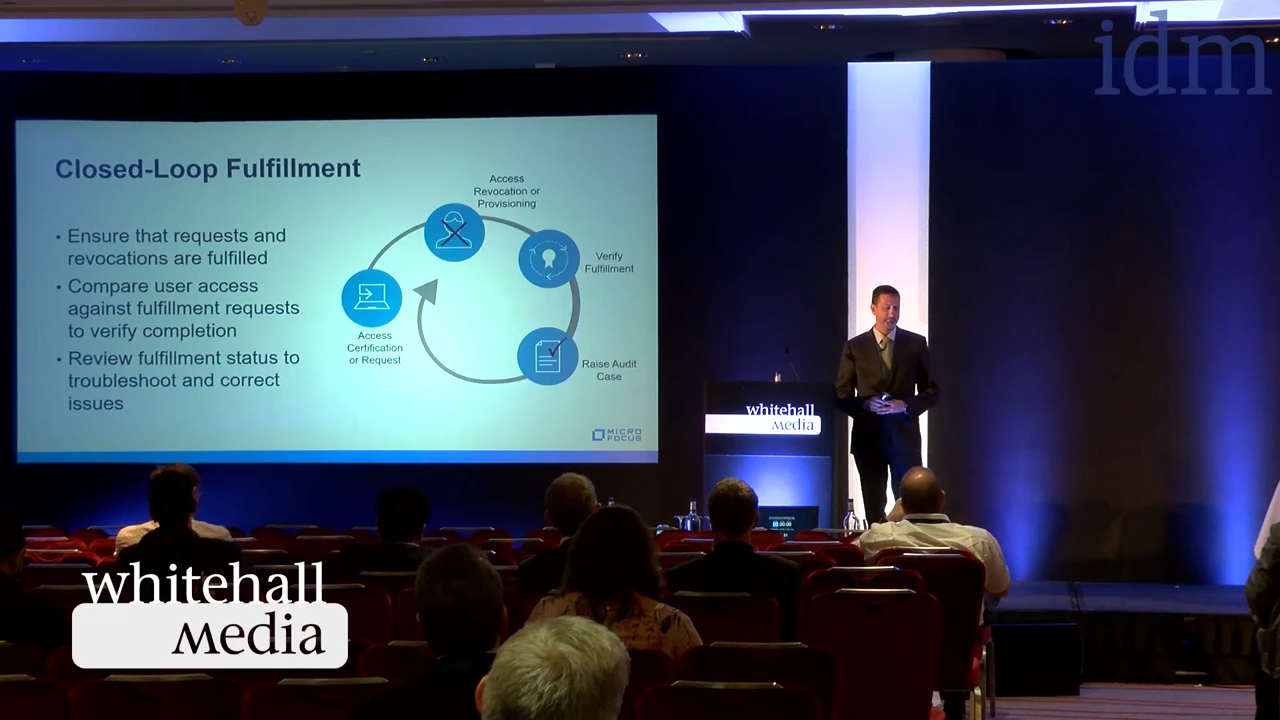 idm
Closed-Loop Fulfillment
• Ensure that requests and
revocations are fulfilled
• Compare user access
against fulfillment requests
to verify completion
• Review fulfillment status to
troubleshoot and correct
issues
Access
Revocation or
Provisioning
Verify
Fulfillment
Access
Certification
or Request
Raise Audit
Case
MICRO
FOCUS
whitehall
Media
00:00
whitehall
Media